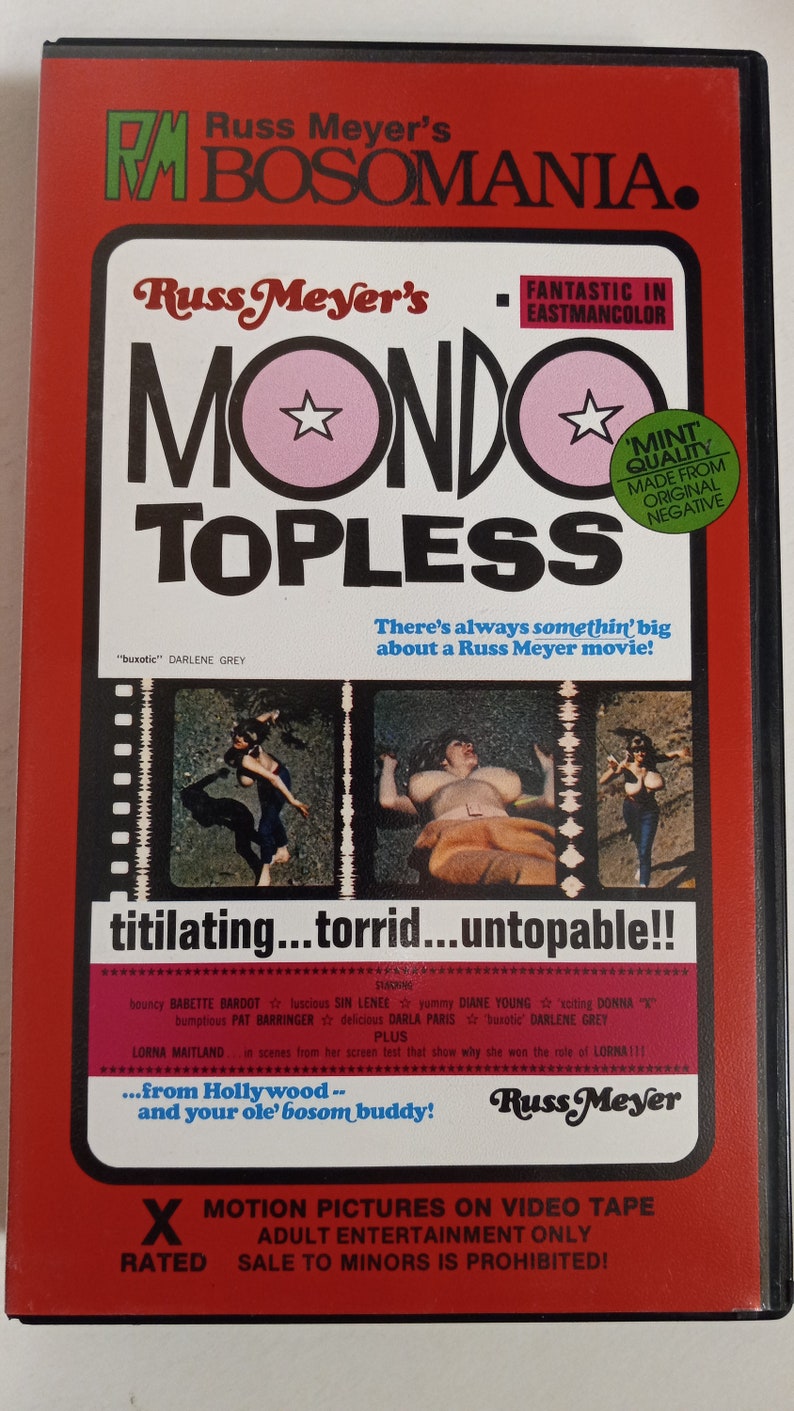 RM Russ Meyer's
BOSOMANIA.
Russ Meyer's
FANTASTIC IN
EASTMANCOLOR
MONDO
TOPLESS
'MINT'
QUALITY
MADE FROM
ORIGINAL
NEGATIVE
There's always somethin' big
about a Russ Meyer movie!
"buxotic" DARLENE GREY
titilating...torrid...untopable!!
STARRING
bouncy BABETTE BARDOT ☆ luscious SIN LENEE ☆ yummy DIANE YOUNG ☆ 'xciting DONNA "X"
bumptious PAT BARRINGER ☆ delicious DARLA PARIS ☆ 'buxotic' DARLENE GREY
PLUS
LORNA MAITLAND...in scenes from her screen test that show why she won the role of LORNA!!!
...from Hollywood --
and your ole' bosom buddy!
Russ Meyer
X
RATED
MOTION PICTURES ON VIDEO TAPE
ADULT ENTERTAINMENT ONLY
SALE TO MINORS IS PROHIBITED!